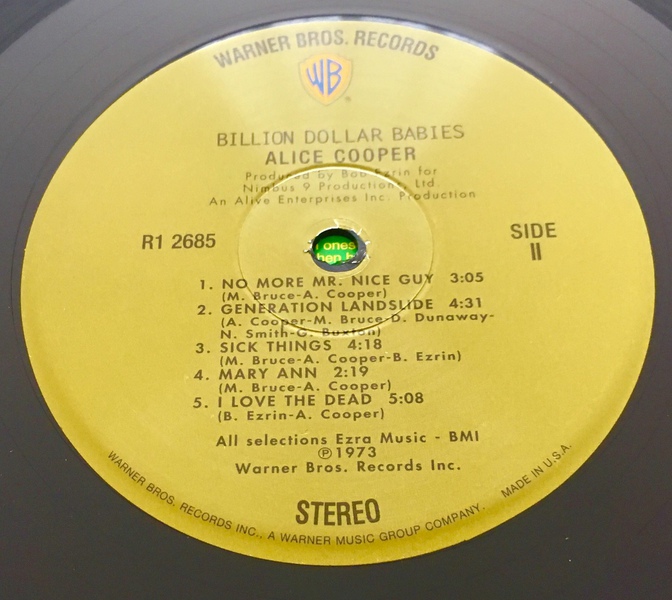 WARNER BROS. RECORDS
WB
BILLION DOLLAR BABIES
ALICE COOPER
Produced by Bob Ezrin for
Nimbus 9 Productions, Ltd.
An Alive Enterprises Inc. Production
R1 2685
SIDE
II
ones
hen
1. NO MORE MR. NICE GUY 3:05
(M. Bruce-A. Cooper)
2. GENERATION LANDSLIDE 4:31
(A. Cooper-M. Bruce-D. Dunaway-
N. Smith-G. Buxton)
3. SICK THINGS 4:18
(M. Bruce-A. Cooper-B. Ezrin)
4. MARY ANN 2:19
(M. Bruce-A. Cooper)
5. I LOVE THE DEAD 5:08
(B. Ezrin-A. Cooper)
All selections Ezra Music - BMI
℗1973
Warner Bros. Records Inc.
STEREO
WARNER BROS. RECORDS INC., A WARNER MUSIC GROUP COMPANY. MADE IN U.S.A.